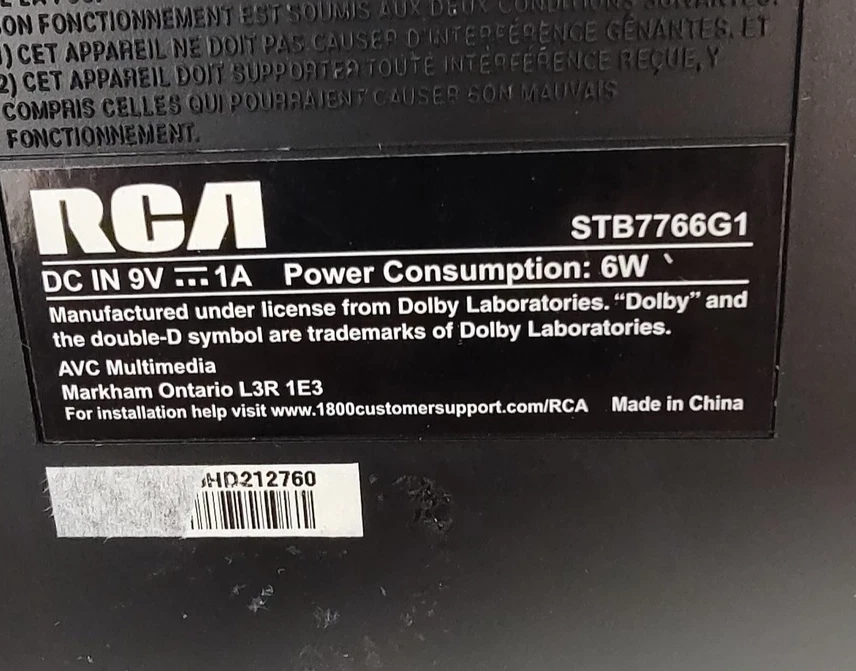 SON FONCTIONNEMENT EST SOUMIS AUX DEUX CONDITIONS SUIVANTES:
1) CET APPAREIL NE DOIT PAS CAUSER D'INTERFÉRENCE GÊNANTES, ET
2) CET APPAREIL DOIT SUPPORTER TOUTE INTERFÉRENCE REÇUE, Y
COMPRIS CELLES QUI POURRAIENT CAUSER SON MAUVAIS
FONCTIONNEMENT.
RCA
STB7766G1
DC IN 9V ⎓ 1A Power Consumption: 6W
Manufactured under license from Dolby Laboratories. “Dolby” and
the double-D symbol are trademarks of Dolby Laboratories.
AVC Multimedia
Markham Ontario L3R 1E3
For installation help visit www.1800customersupport.com/RCA Made in China
HD212760